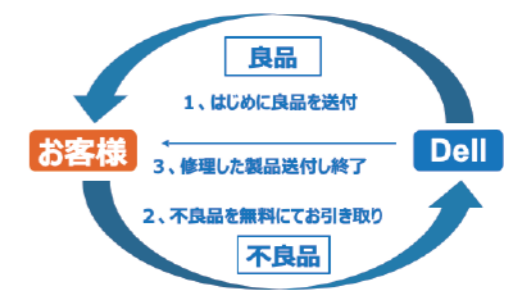 良品
1、はじめに良品を送付
お客様
Dell
3、修理した製品送付し終了
2、不良品を無料にてお引き取り
不良品